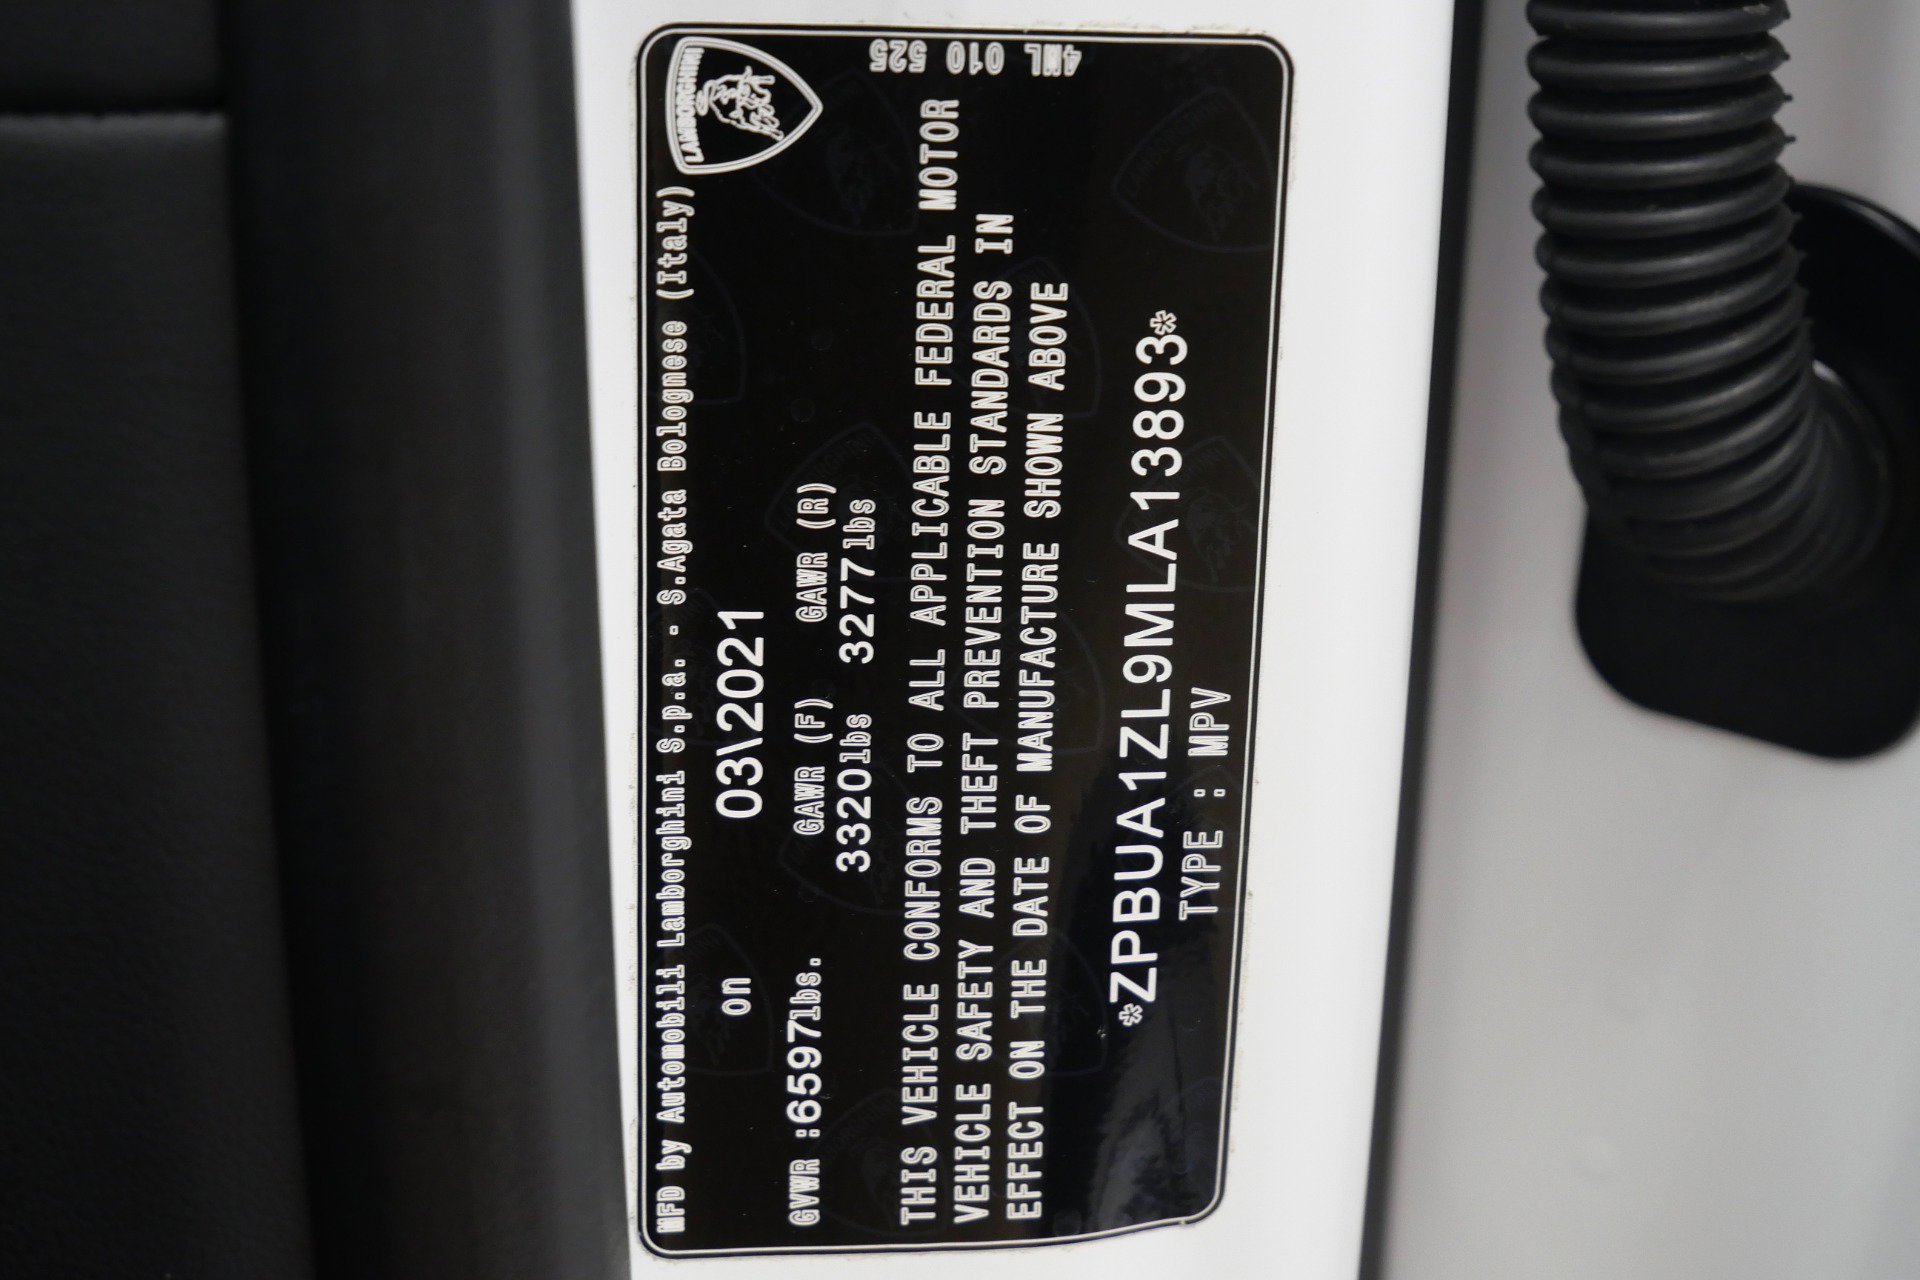 LAMBORGHINI
4ML 010 525
MFD by Automobili Lamborghini S.p.a. - S.Agata Bolognese (Italy)
on 03\2021
GVWR :6597lbs. GAWR (F) GAWR (R)
3320lbs 3277lbs
THIS VEHICLE CONFORMS TO ALL APPLICABLE FEDERAL MOTOR
VEHICLE SAFETY AND THEFT PREVENTION STANDARDS IN
EFFECT ON THE DATE OF MANUFACTURE SHOWN ABOVE
*ZPBUA1ZL9MLA13893*
TYPE : MPV